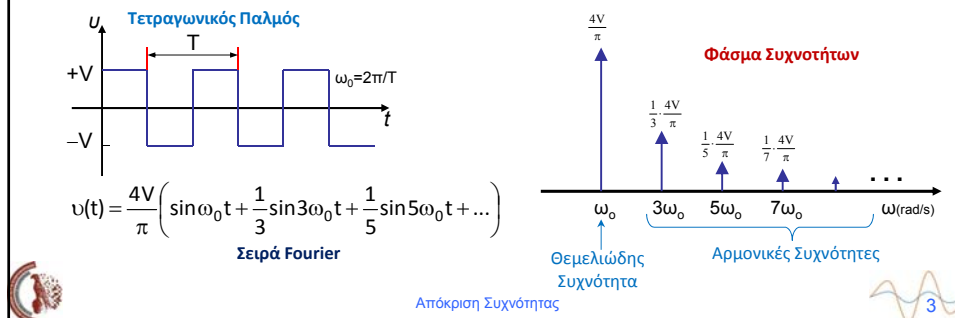 Τετραγωνικός Παλμός
υ
T
+V
ω₀=2π/T
t
−V
υ(t) = 4V/π (sinω₀t + 1/3 sin3ω₀t + 1/5 sin5ω₀t + ...)
Σειρά Fourier
Φάσμα Συχνοτήτων
4V/π
1/3 · 4V/π
1/5 · 4V/π
1/7 · 4V/π
...
ωₒ 3ωₒ 5ωₒ 7ωₒ ω(rad/s)
Θεμελιώδης
Συχνότητα
Αρμονικές Συχνότητες
Απόκριση Συχνότητας
3